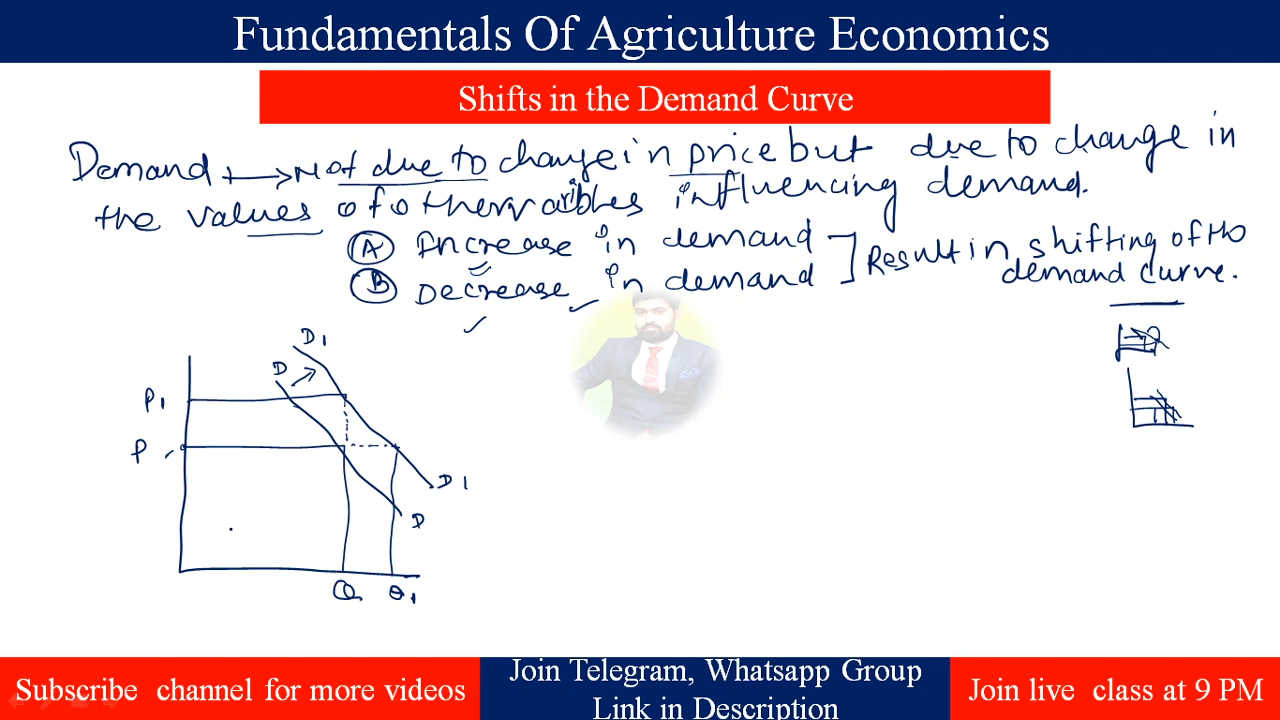 Fundamentals Of Agriculture Economics
Shifts in the Demand Curve
Demand → Not due to change in price but due to change in
the values of other variables influencing demand.
(A) Increase in demand
(B) Decrease in demand
] Result in shifting of the
demand curve.
D1
D
P1
P
D1
D
Q Q1
Subscribe channel for more videos
Join Telegram, Whatsapp Group
Link in Description
Join live class at 9 PM